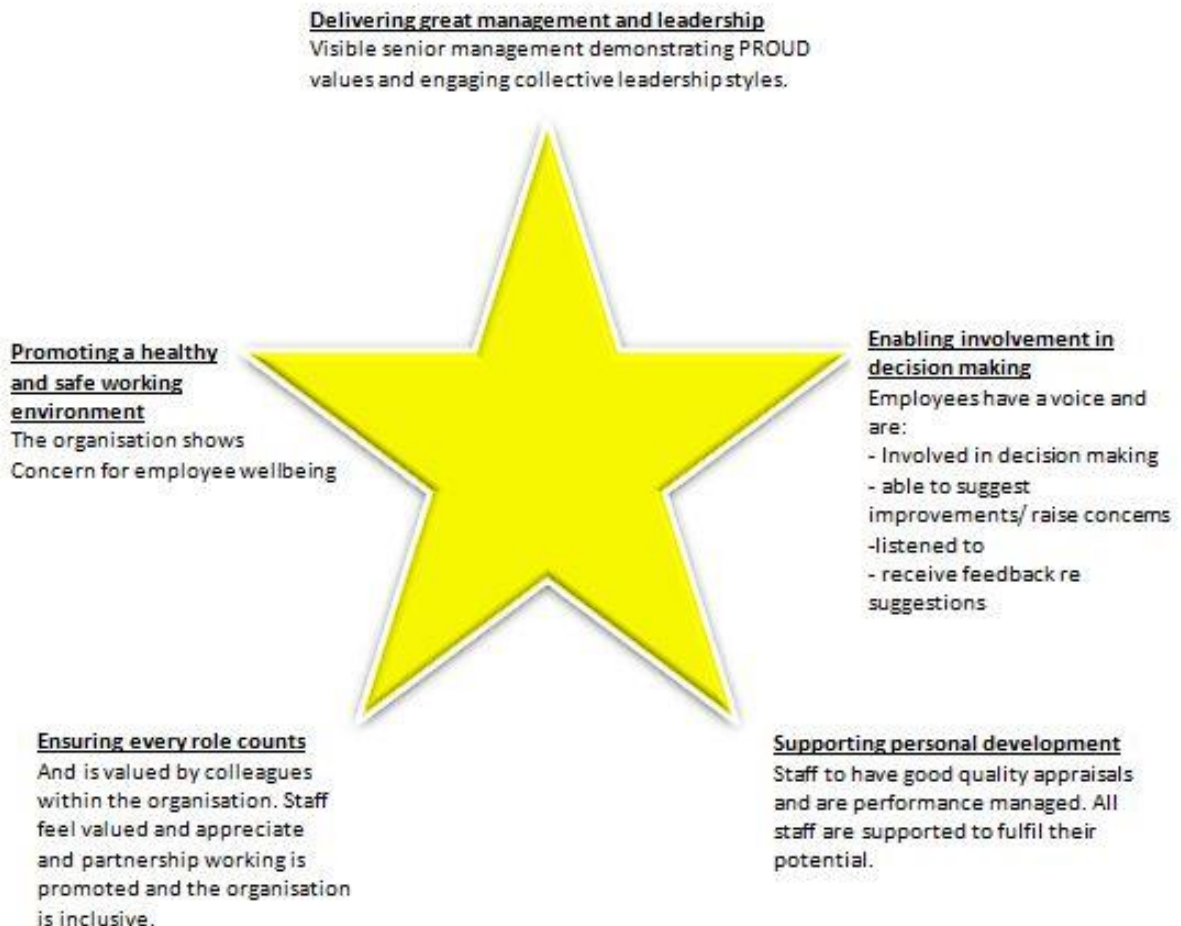 Delivering great management and leadership
Visible senior management demonstrating PROUD
values and engaging collective leadership styles.
Promoting a healthy
and safe working
environment
The organisation shows
Concern for employee wellbeing
Enabling involvement in
decision making
Employees have a voice and
are:
- Involved in decision making
- able to suggest
improvements/ raise concerns
-listened to
- receive feedback re
suggestions
Ensuring every role counts
And is valued by colleagues
within the organisation. Staff
feel valued and appreciate
and partnership working is
promoted and the organisation
is inclusive.
Supporting personal development
Staff to have good quality appraisals
and are performance managed. All
staff are supported to fulfil their
potential.